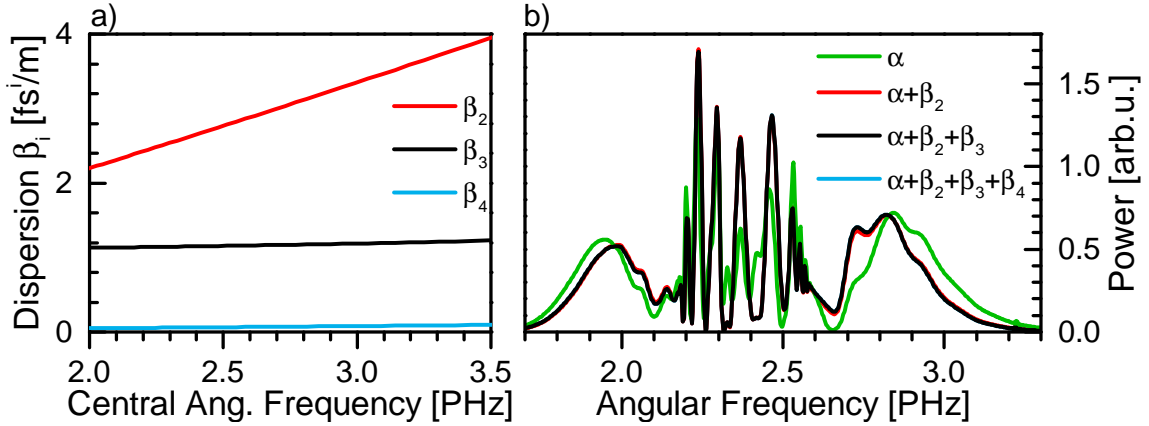 a)
Dispersion βᵢ [fsⁱ/m]
4
2
0
β₂
β₃
β₄
2.0 2.5 3.0 3.5
Central Ang. Frequency [PHz]
b)
α
α+β₂
α+β₂+β₃
α+β₂+β₃+β₄
1.5
1.0
0.5
0.0
Power [arb.u.]
2.0 2.5 3.0
Angular Frequency [PHz]